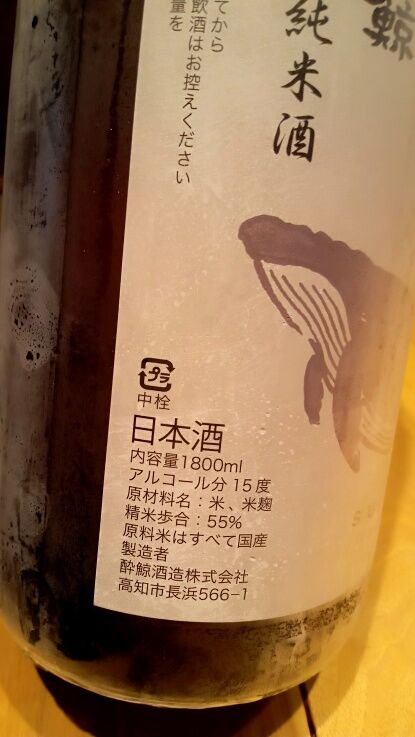 鯨
純米酒
てから
飲酒はお控えください
量を
プラ
中栓
日本酒
内容量1800ml
アルコール分 15度
原材料名：米、米麹
精米歩合：55%
原料米はすべて国産
製造者
酔鯨酒造株式会社
高知市長浜566-1